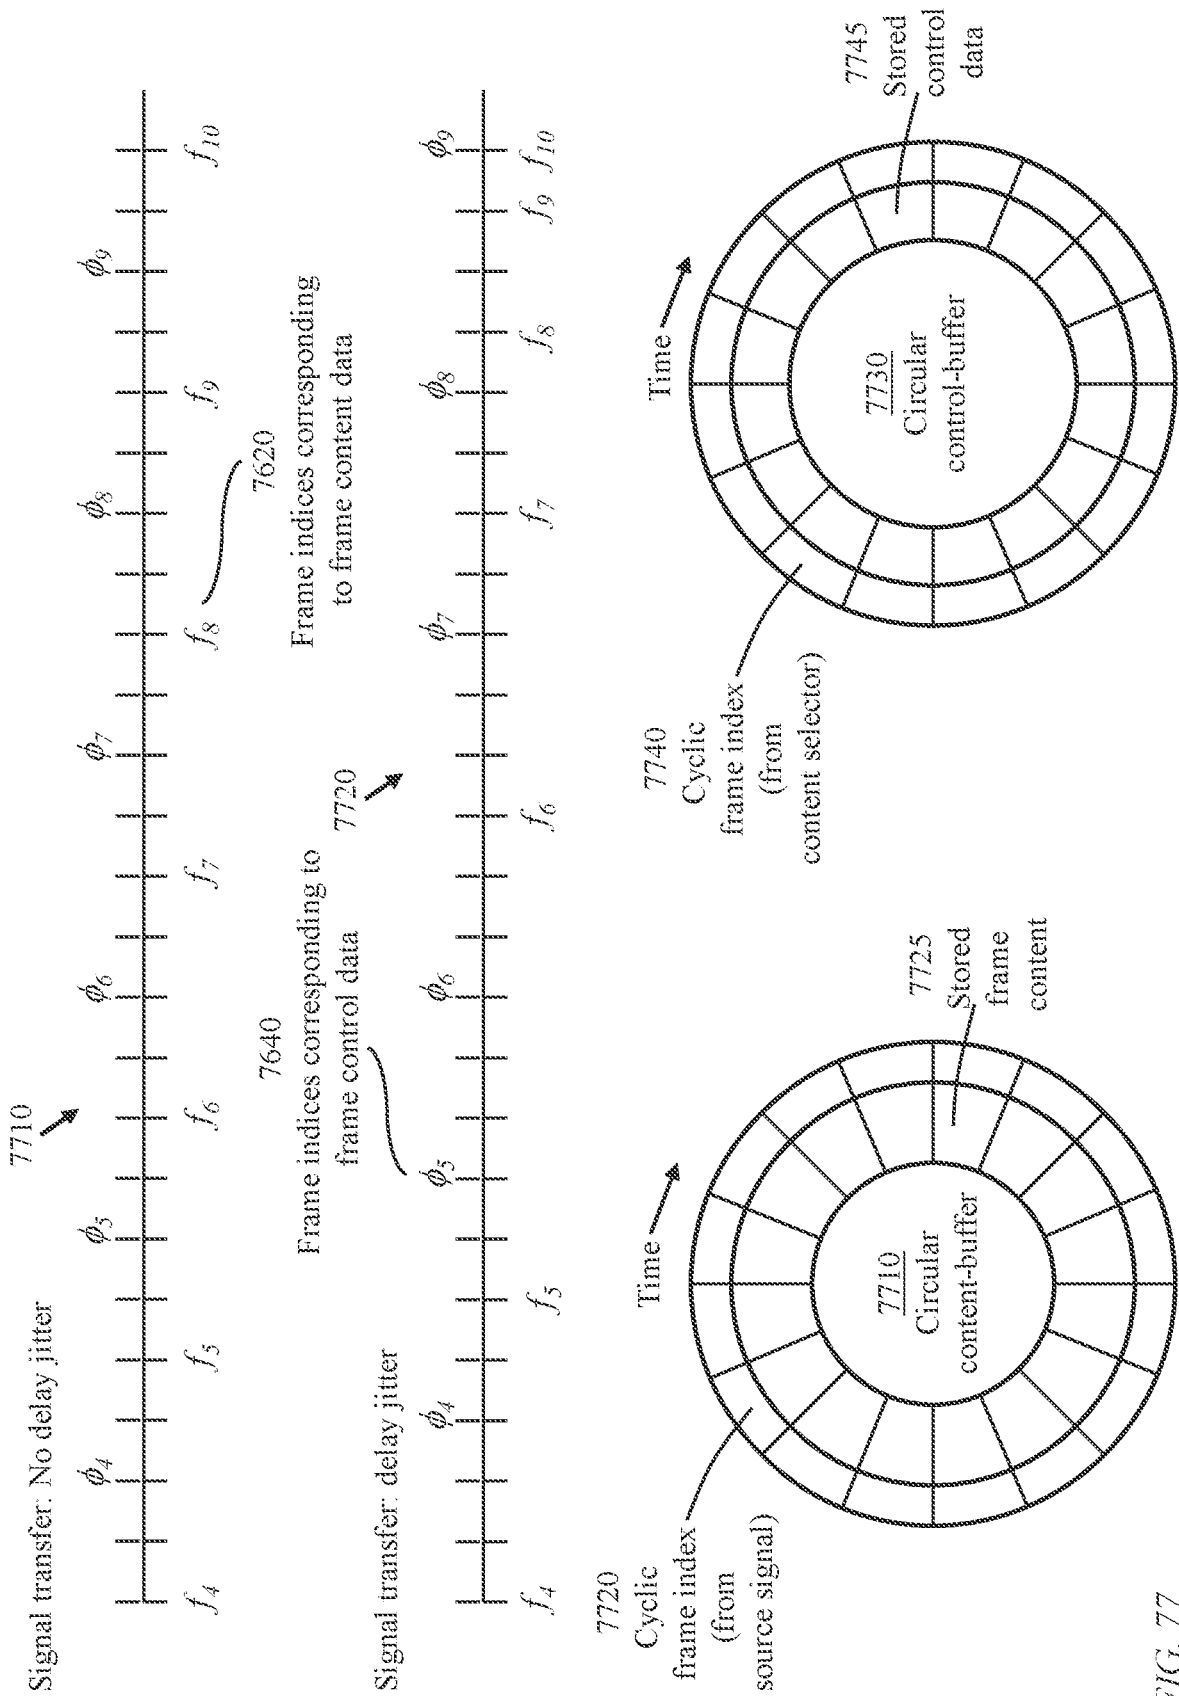 Signal transfer: No delay jitter
7710
ϕ4 ϕ5 ϕ6 ϕ7 ϕ8 ϕ9
f4 f5 f6 f7 f8 f9 f10
7640
Frame indices corresponding to
frame control data
7620
Frame indices corresponding
to frame content data
Signal transfer: delay jitter
7720
ϕ4 ϕ5 ϕ6 ϕ7 ϕ8 ϕ9
f4 f5 f6 f7 f8 f9 f10
7720
Cyclic
frame index
(from
source signal)
Time
7710
Circular
content-buffer
7725
Stored
frame
content
7740
Cyclic
frame index
(from
content selector)
Time
7730
Circular
control-buffer
7745
Stored
control
data
FIG. 77